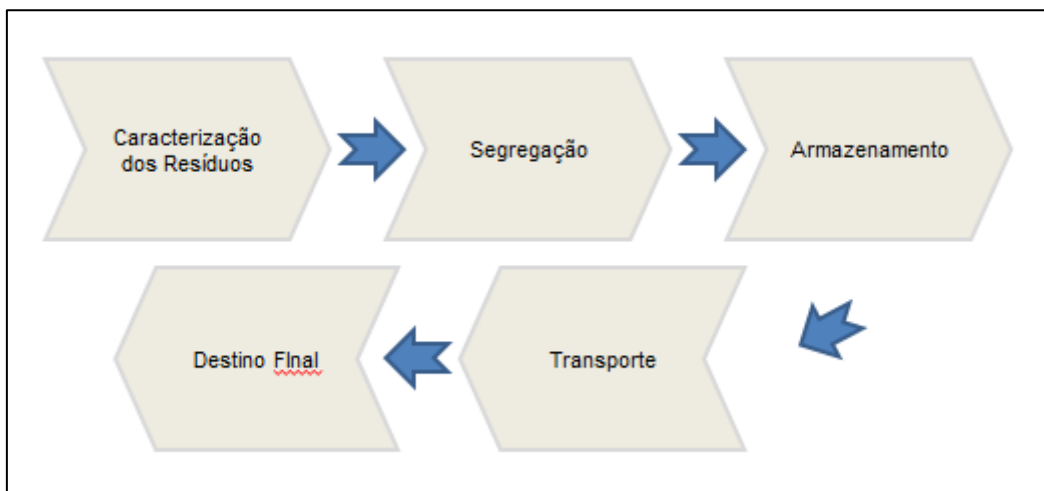 Caracterização
dos Resíduos
Segregação
Armazenamento
Transporte
Destino FInal